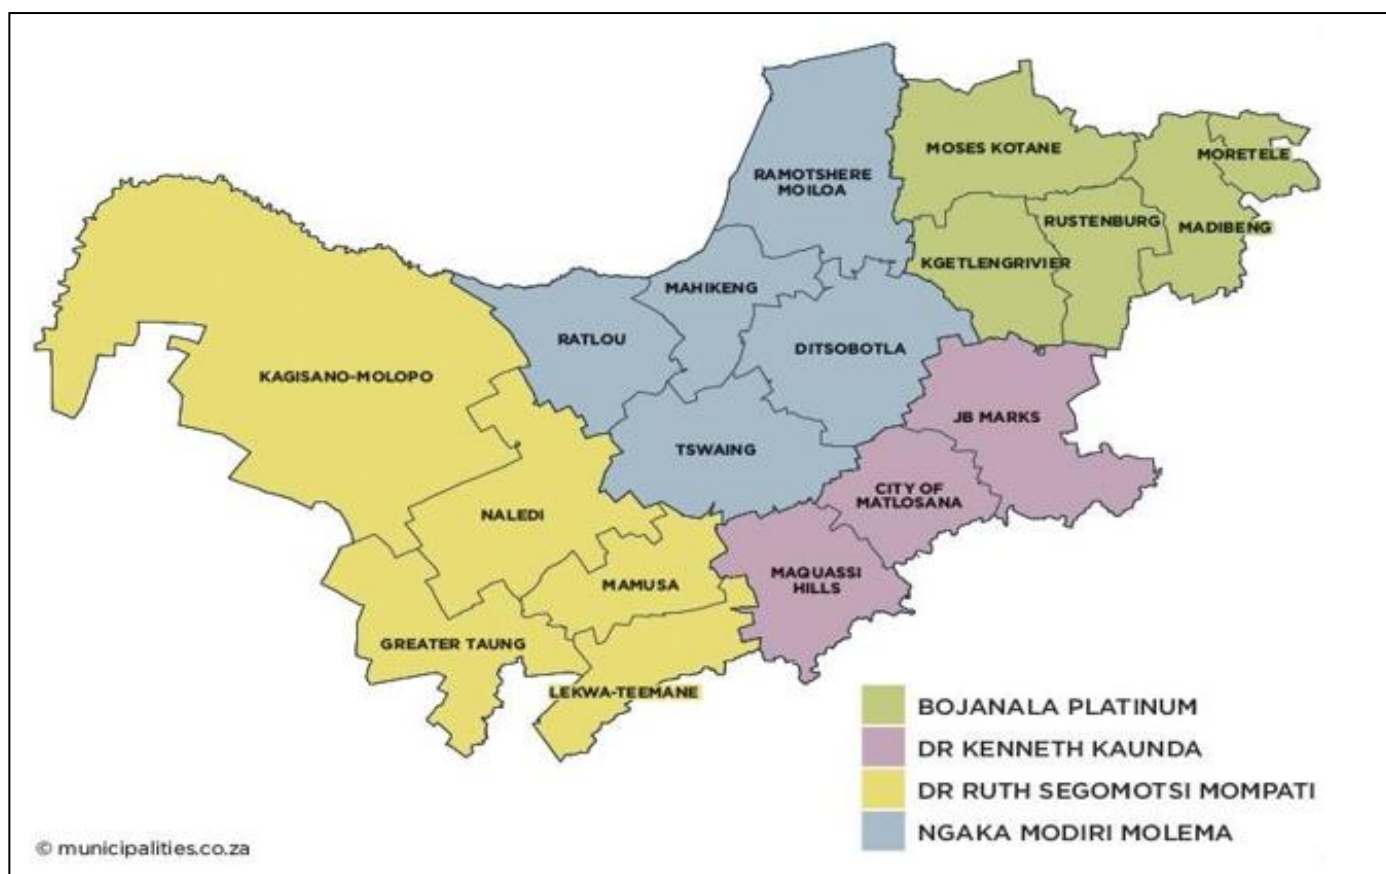 MOSES KOTANE
MORETELE
RAMOTSHERE
MOILOA
RUSTENBURG
MADIBENG
KGETLENGRIVIER
MAHIKENG
RATLOU
DITSOBOTLA
KAGISANO-MOLOPO
JB MARKS
TSWAING
CITY OF
MATLOSANA
NALEDI
MAQUASSI
HILLS
MAMUSA
GREATER TAUNG
LEKWA-TEEMANE
BOJANALA PLATINUM
DR KENNETH KAUNDA
DR RUTH SEGOMOTSI MOMPATI
NGAKA MODIRI MOLEMA
© municipalities.co.za